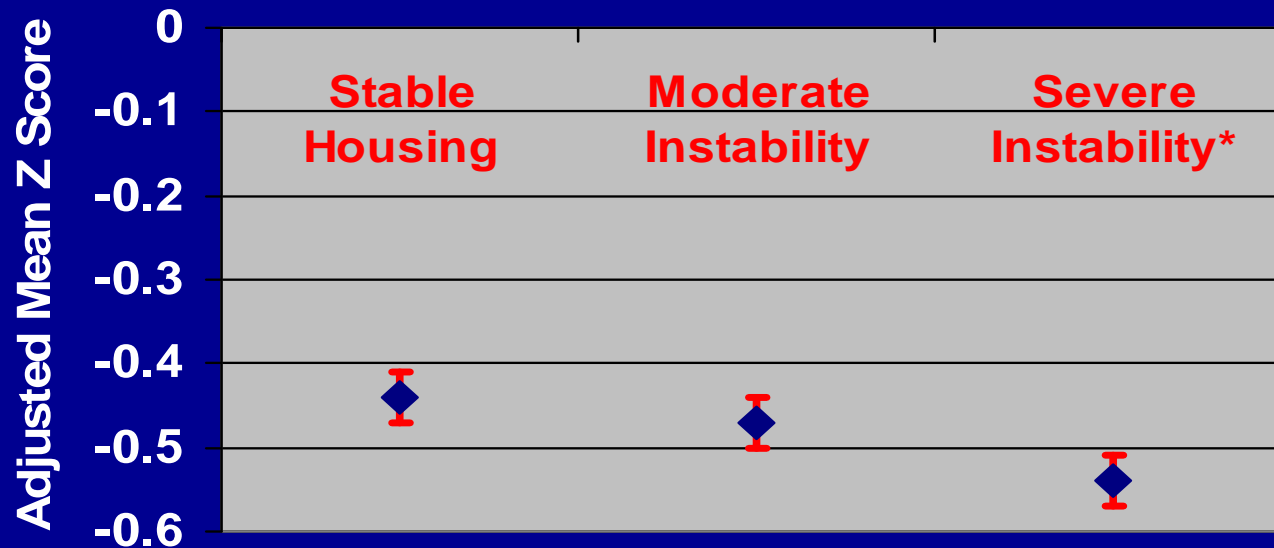 Adjusted Mean Z Score
0
-0.1
-0.2
-0.3
-0.4
-0.5
-0.6
Stable
Housing
Moderate
Instability
Severe
Instability*